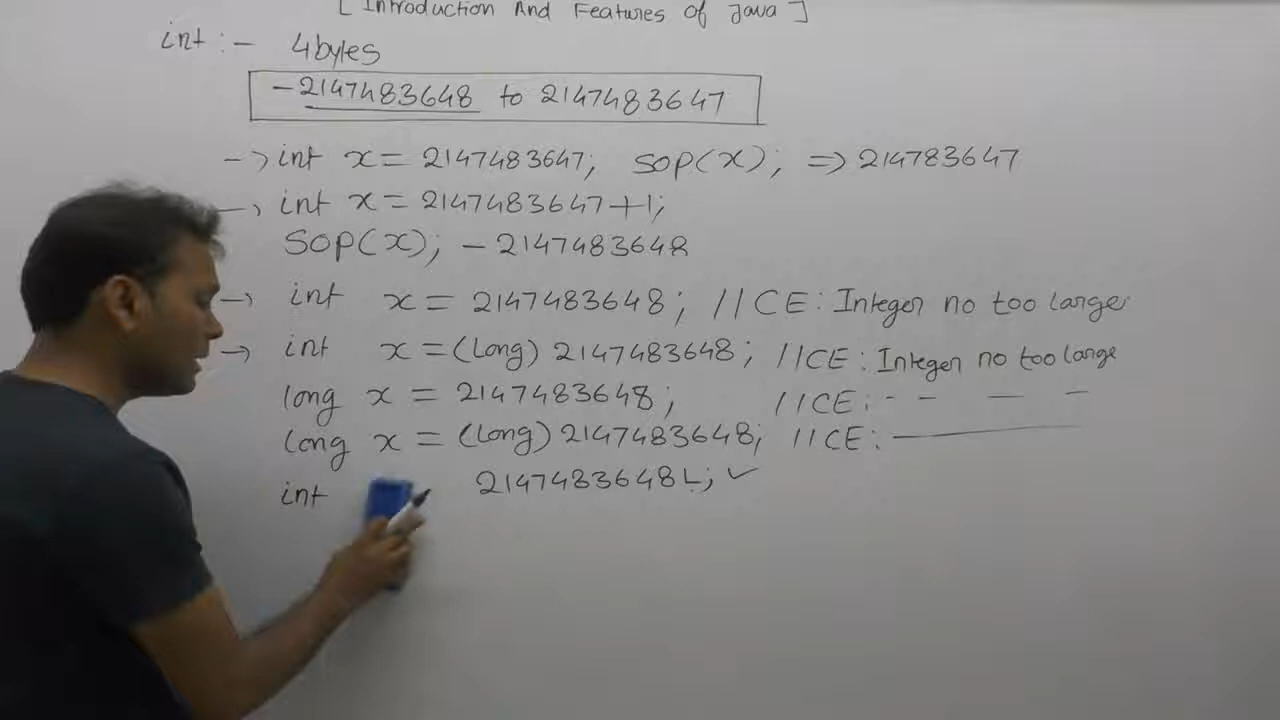 [ Introduction And Features Of Java ]
int :- 4bytes
-2147483648 to 2147483647
-> int x = 2147483647; SOP(x); => 214783647
-> int x = 2147483647+1;
SOP(x); -2147483648
-> int x = 2147483648; //CE: Integer no too large
-> int x = (Long) 2147483648; //CE: Integer no too large
long x = 2147483648; //CE: - - - -
Long x = (Long) 2147483648; //CE: —
int 2147483648L; ✓